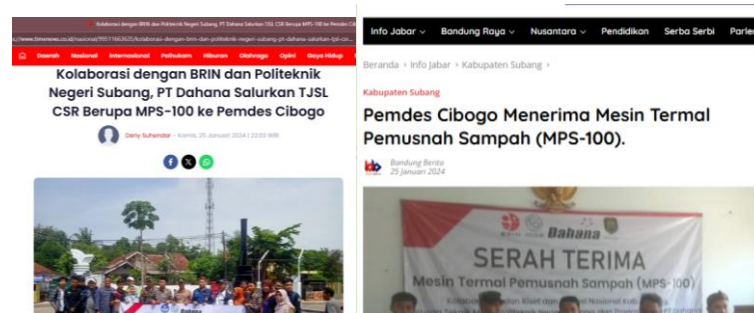 Kolaborasi dengan BRIN dan Politeknik Negeri Subang, PT Dahana Salurkan TJSL CSR Berupa MPS-100 ke Pemdes Cib
Daerah Nasional Internasional Polhukam Hiburan Olahraga Opini Gaya Hidup
Kolaborasi dengan BRIN dan Politeknik
Negeri Subang, PT Dahana Salurkan TJSL
CSR Berupa MPS-100 ke Pemdes Cibogo
Deny Suhendar - Kamis, 25 Januari 2024 | 22:03 WIB
Dahana
Info Jabar Bandung Raya Nusantara Pendidikan Serba Serbi Parle
Beranda > Info Jabar > Kabupaten Subang >
Kabupaten Subang
Pemdes Cibogo Menerima Mesin Termal
Pemusnah Sampah (MPS-100).
Bandung Berita
25 Januari 2024
BRIN Dahana
SERAH TERIMA
Mesin Termal Pemusnah Sampah (MPS-100)